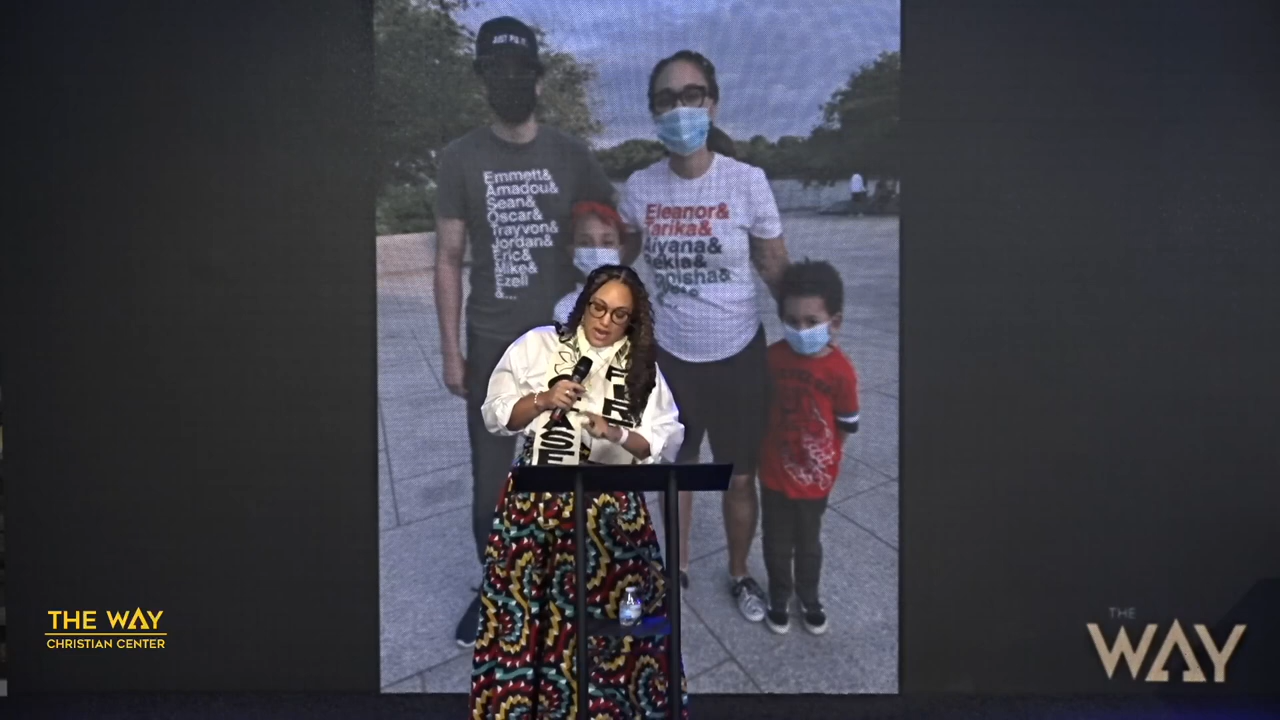 JUST P
Emmett&
Amadou&
Sean&
Oscar&
Trayvon&
Jordan&
Eric&
Mike&
Ezell
&...
Eleanor&
Tarika&
Aiyana&
Rekia&
THE WAY
CHRISTIAN CENTER
THE
WAY